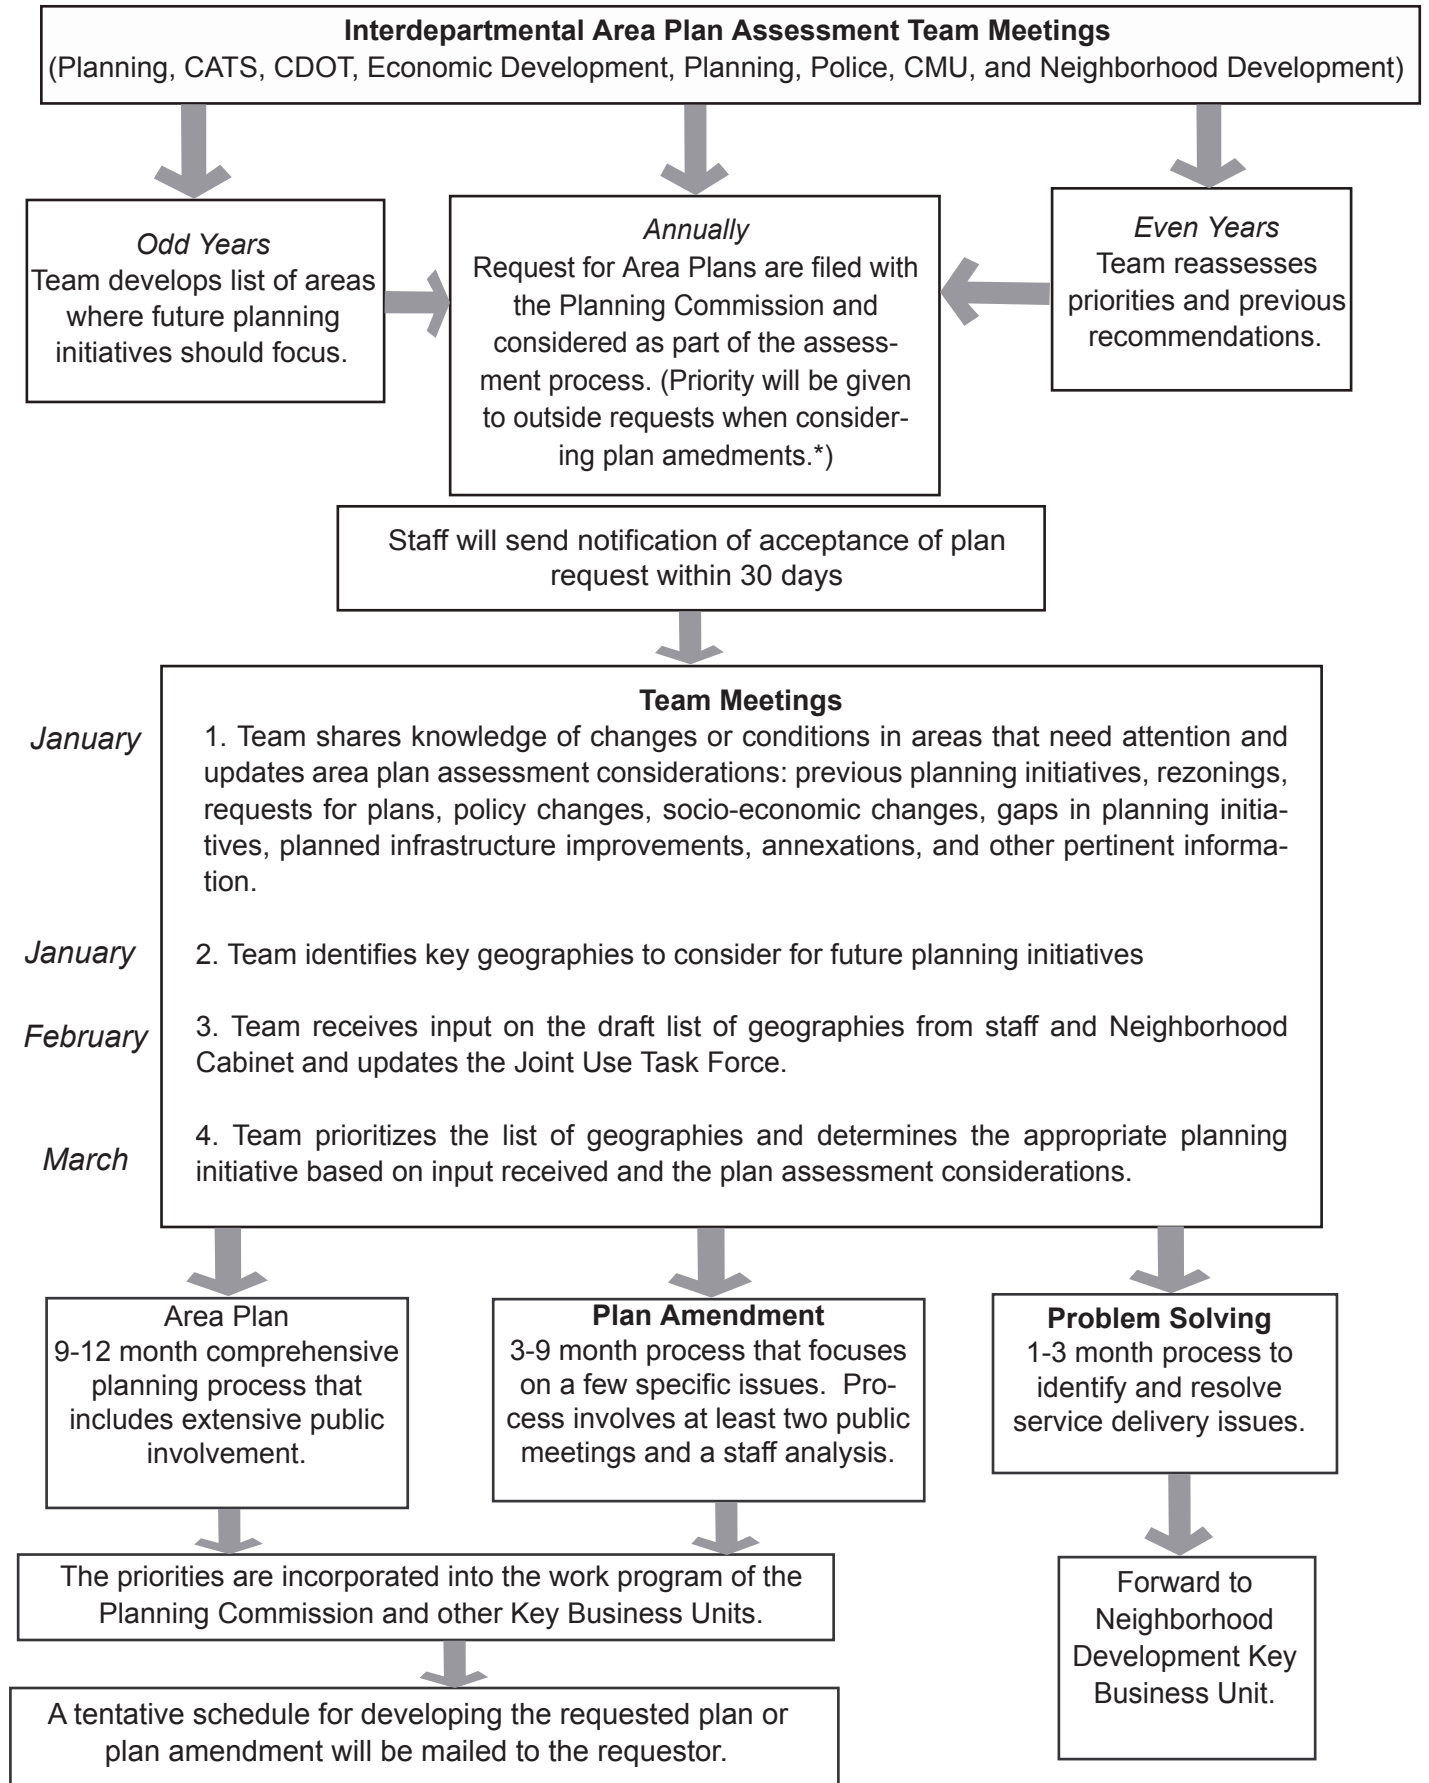 Interdepartmental Area Plan Assessment Team Meetings
(Planning, CATS, CDOT, Economic Development, Planning, Police, CMU, and Neighborhood Development)
Odd Years
Team develops list of areas
where future planning
initiatives should focus.
Annually
Request for Area Plans are filed with
the Planning Commission and
considered as part of the assess-
ment process. (Priority will be given
to outside requests when consider-
ing plan amedments.*)
Even Years
Team reassesses
priorities and previous
recommendations.
Staff will send notification of acceptance of plan
request within 30 days
Team Meetings
January
1. Team shares knowledge of changes or conditions in areas that need attention and
updates area plan assessment considerations: previous planning initiatives, rezonings,
requests for plans, policy changes, socio-economic changes, gaps in planning initia-
tives, planned infrastructure improvements, annexations, and other pertinent informa-
tion.
January
2. Team identifies key geographies to consider for future planning initiatives
February
3. Team receives input on the draft list of geographies from staff and Neighborhood
Cabinet and updates the Joint Use Task Force.
March
4. Team prioritizes the list of geographies and determines the appropriate planning
initiative based on input received and the plan assessment considerations.
Area Plan
9-12 month comprehensive
planning process that
includes extensive public
involvement.
Plan Amendment
3-9 month process that focuses
on a few specific issues.  Pro-
cess involves at least two public
meetings and a staff analysis.
Problem Solving
1-3 month process to
identify and resolve
service delivery issues.
The priorities are incorporated into the work program of the
Planning Commission and other Key Business Units.
Forward to
Neighborhood
Development Key
Business Unit.
A tentative schedule for developing the requested plan or
plan amendment will be mailed to the requestor.